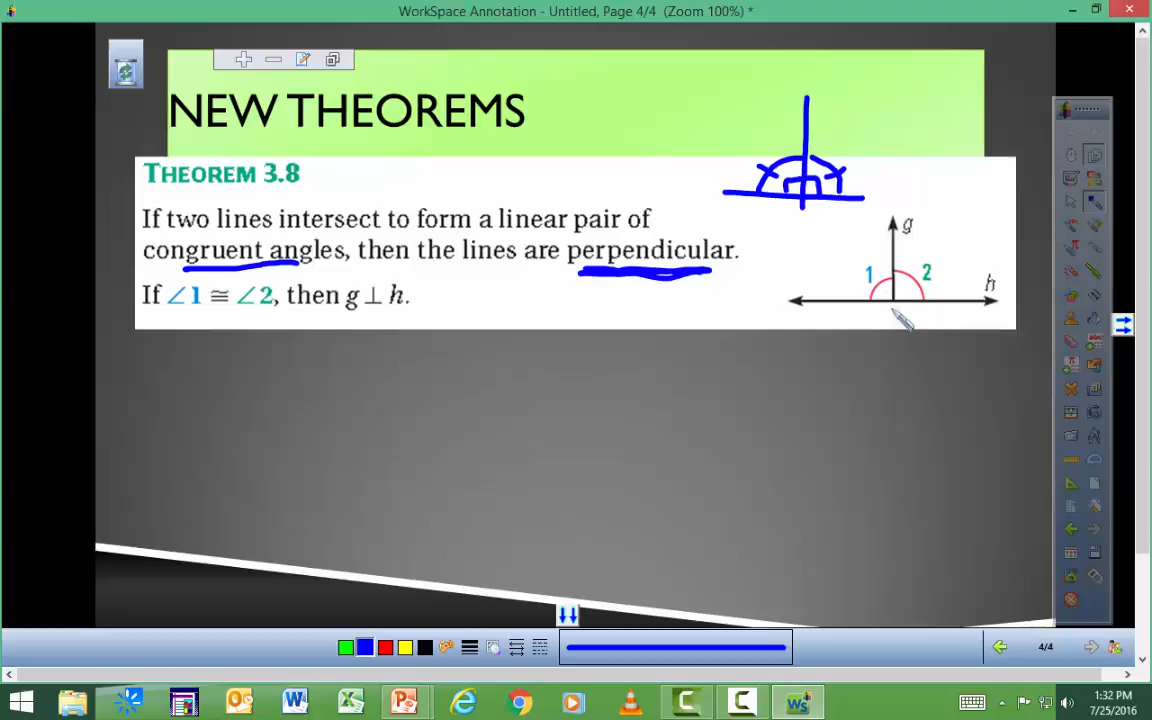 WorkSpace Annotation - Untitled, Page 4/4 (Zoom 100%) *
NEW THEOREMS
THEOREM 3.8
If two lines intersect to form a linear pair of
congruent angles, then the lines are perpendicular.
If ∠1 ≅ ∠2, then g ⊥ h.
g
1
2
h
4/4
1:32 PM
7/25/2016